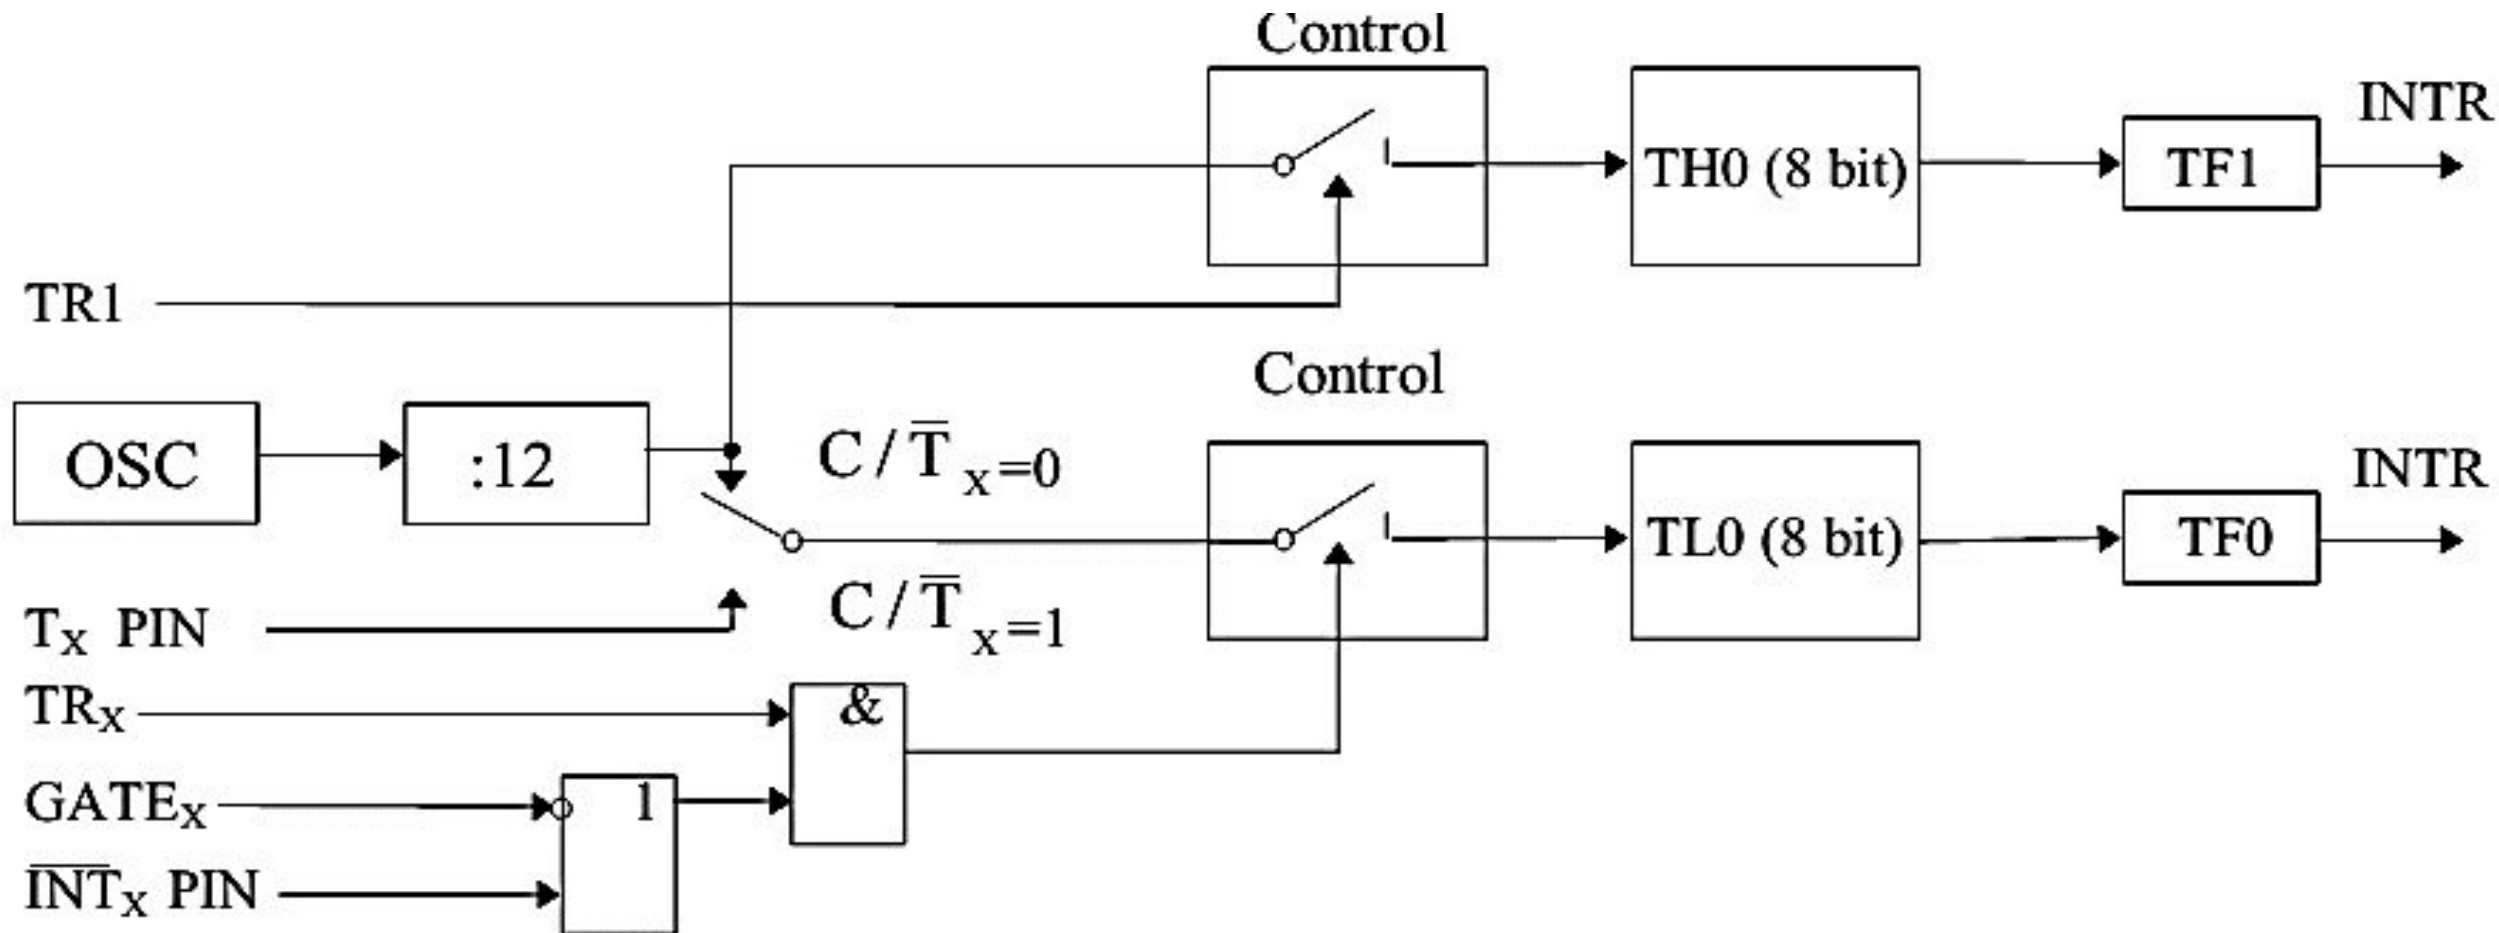 Control
INTR
TH0 (8 bit)
TF1
TR1
Control
OSC
:12
C/T̅ X=0
INTR
TL0 (8 bit)
TF0
C/T̅ X=1
TX PIN
TRX
&
GATEX
1
I̅N̅T̅X PIN